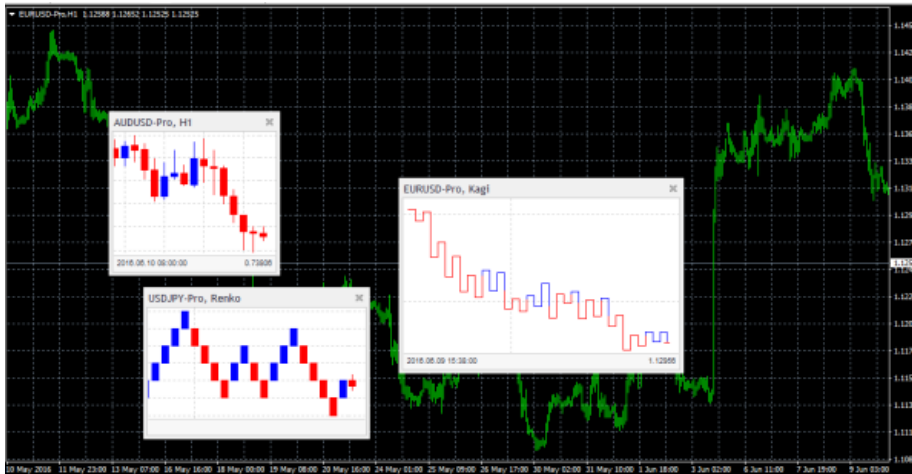 EURUSD-Pro,H1 1.12588 1.12652 1.12525 1.12525
AUDUSD-Pro, H1
2016.06.10 08:00:00 0.73936
EURUSD-Pro, Kagi
2016.06.09 15:38:00 1.12866
USDJPY-Pro, Renko
10 May 2016 11 May 23:00 13 May 07:00 16 May 16:00 18 May 00:00 19 May 08:00 20 May 16:00 24 May 01:00 25 May 09:00 26 May 17:00 30 May 02:00 31 May 10:00 1 Jun 18:00 3 Jun 02:00 6 Jun 11:00 7 Jun 19:00 9 Jun 03:00